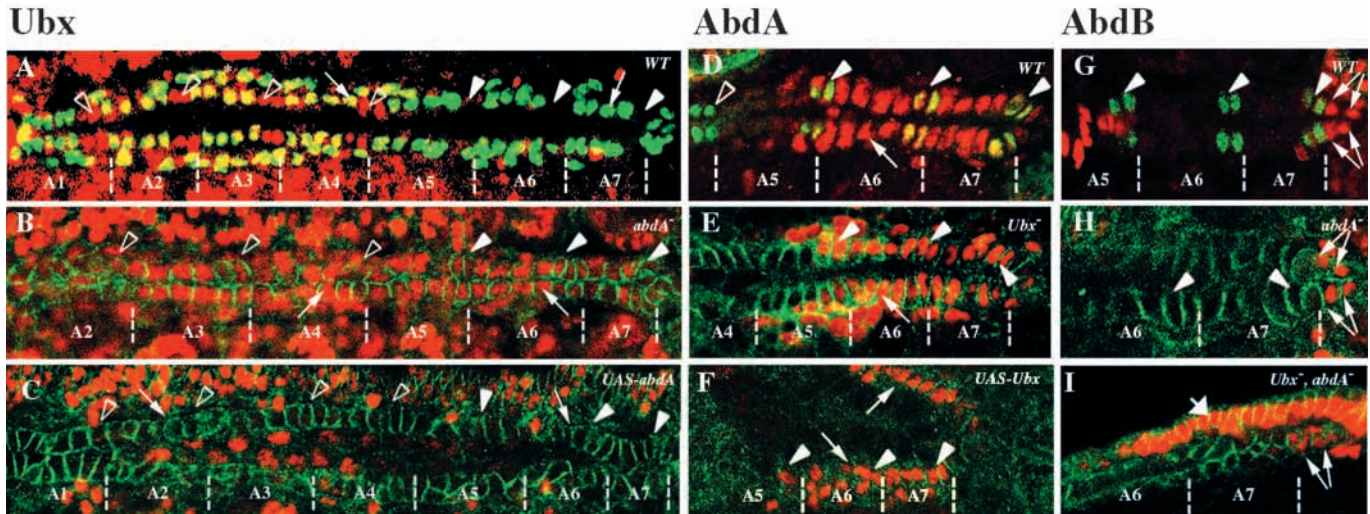 Ubx
AbdA
AbdB
A
WT
A1
A2
A3
A4
A5
A6
A7
B
abdA⁻
A2
A3
A4
A5
A6
A7
C
UAS-abdA
A1
A2
A3
A4
A5
A6
A7
D
WT
A5
A6
A7
E
Ubx⁻
A4
A5
A6
A7
F
UAS-Ubx
A5
A6
A7
G
WT
A5
A6
A7
H
abdA⁻
A6
A7
I
Ubx⁻, abdA⁻
A6
A7